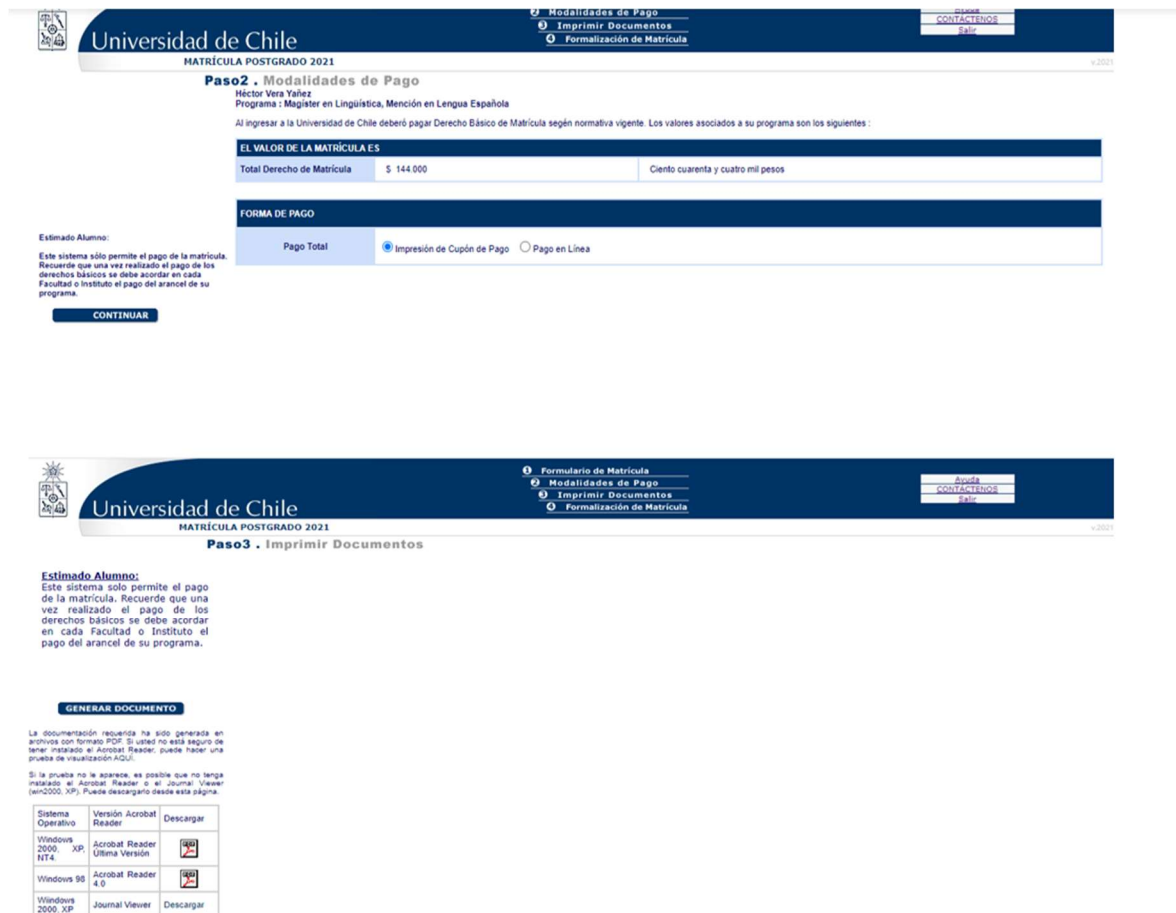 ② Modalidades de Pago
③ Imprimir Documentos
④ Formalización de Matrícula
Ayuda
CONTÁCTENOS
Salir
Universidad de Chile
MATRÍCULA POSTGRADO 2021
v.2021
Paso2 . Modalidades de Pago
Héctor Vera Yañez
Programa : Magíster en Lingüística, Mención en Lengua Española
Al ingresar a la Universidad de Chile deberó pagar Derecho Básico de Matrícula segén normativa vigente. Los valores asociados a su programa son los siguientes :
EL VALOR DE LA MATRÍCULA ES
Total Derecho de Matrícula $ 144.000 Ciento cuarenta y cuatro mil pesos
FORMA DE PAGO
Pago Total Impresión de Cupón de Pago Pago en Línea
Estimado Alumno:
Este sistema sólo permite el pago de la matrícula.
Recuerde que una vez realizado el pago de los
derechos básicos se debe acordar en cada
Facultad o Instituto el pago del arancel de su
programa.
CONTINUAR
① Formulario de Matrícula
② Modalidades de Pago
③ Imprimir Documentos
④ Formalización de Matrícula
Ayuda
CONTÁCTENOS
Salir
Universidad de Chile
MATRÍCULA POSTGRADO 2021
v.2021
Paso3 . Imprimir Documentos
Estimado Alumno:
Este sistema solo permite el pago
de la matrícula. Recuerde que una
vez realizado el pago de los
derechos básicos se debe acordar
en cada Facultad o Instituto el
pago del arancel de su programa.
GENERAR DOCUMENTO
La documentación requerida ha sido generada en
archivos con formato PDF. Si usted no está seguro de
tener instalado el Acrobat Reader, puede hacer una
prueba de visualización AQUÍ.
Si la prueba no le aparece, es posible que no tenga
instalado el Acrobat Reader o el Journal Viewer
(win2000, XP). Puede descargarlo desde esta página.
Sistema Operativo Versión Acrobat Reader Descargar
Windows 2000, XP, NT4. Acrobat Reader Última Versión
Windows 98 Acrobat Reader 4.0
Windows 2000, XP Journal Viewer Descargar